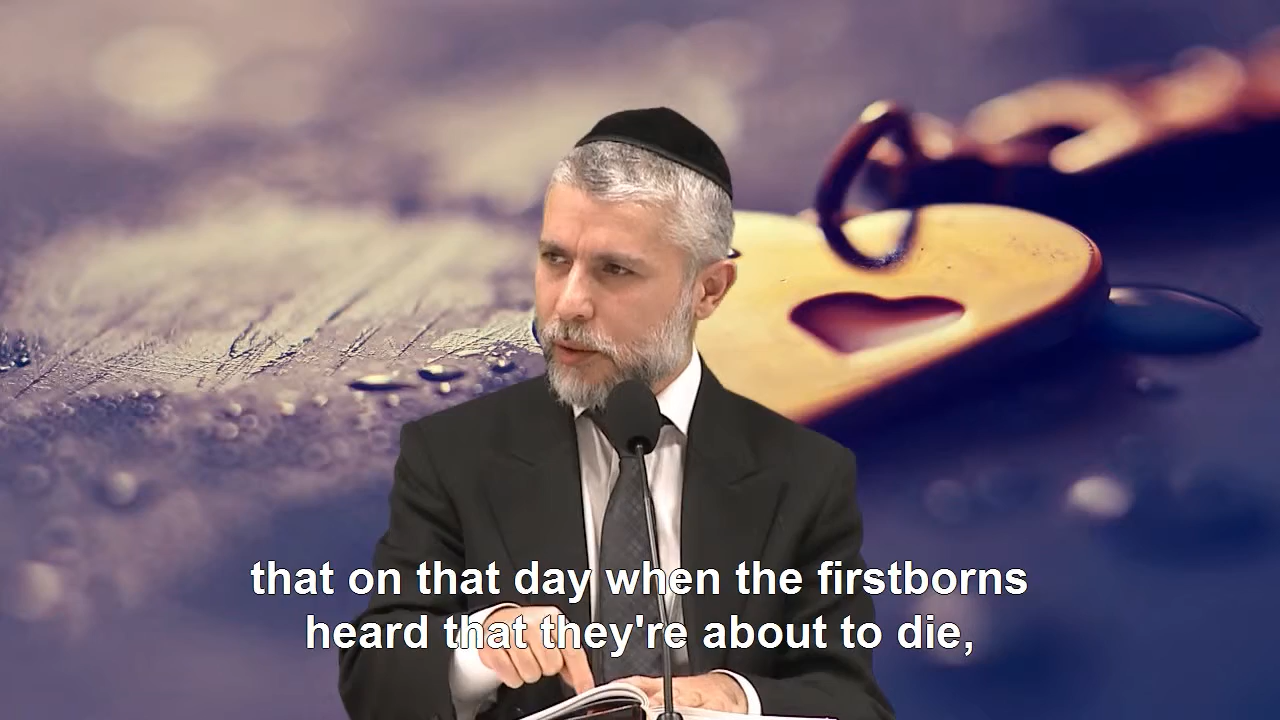 that on that day when the firstborns
heard that they're about to die,